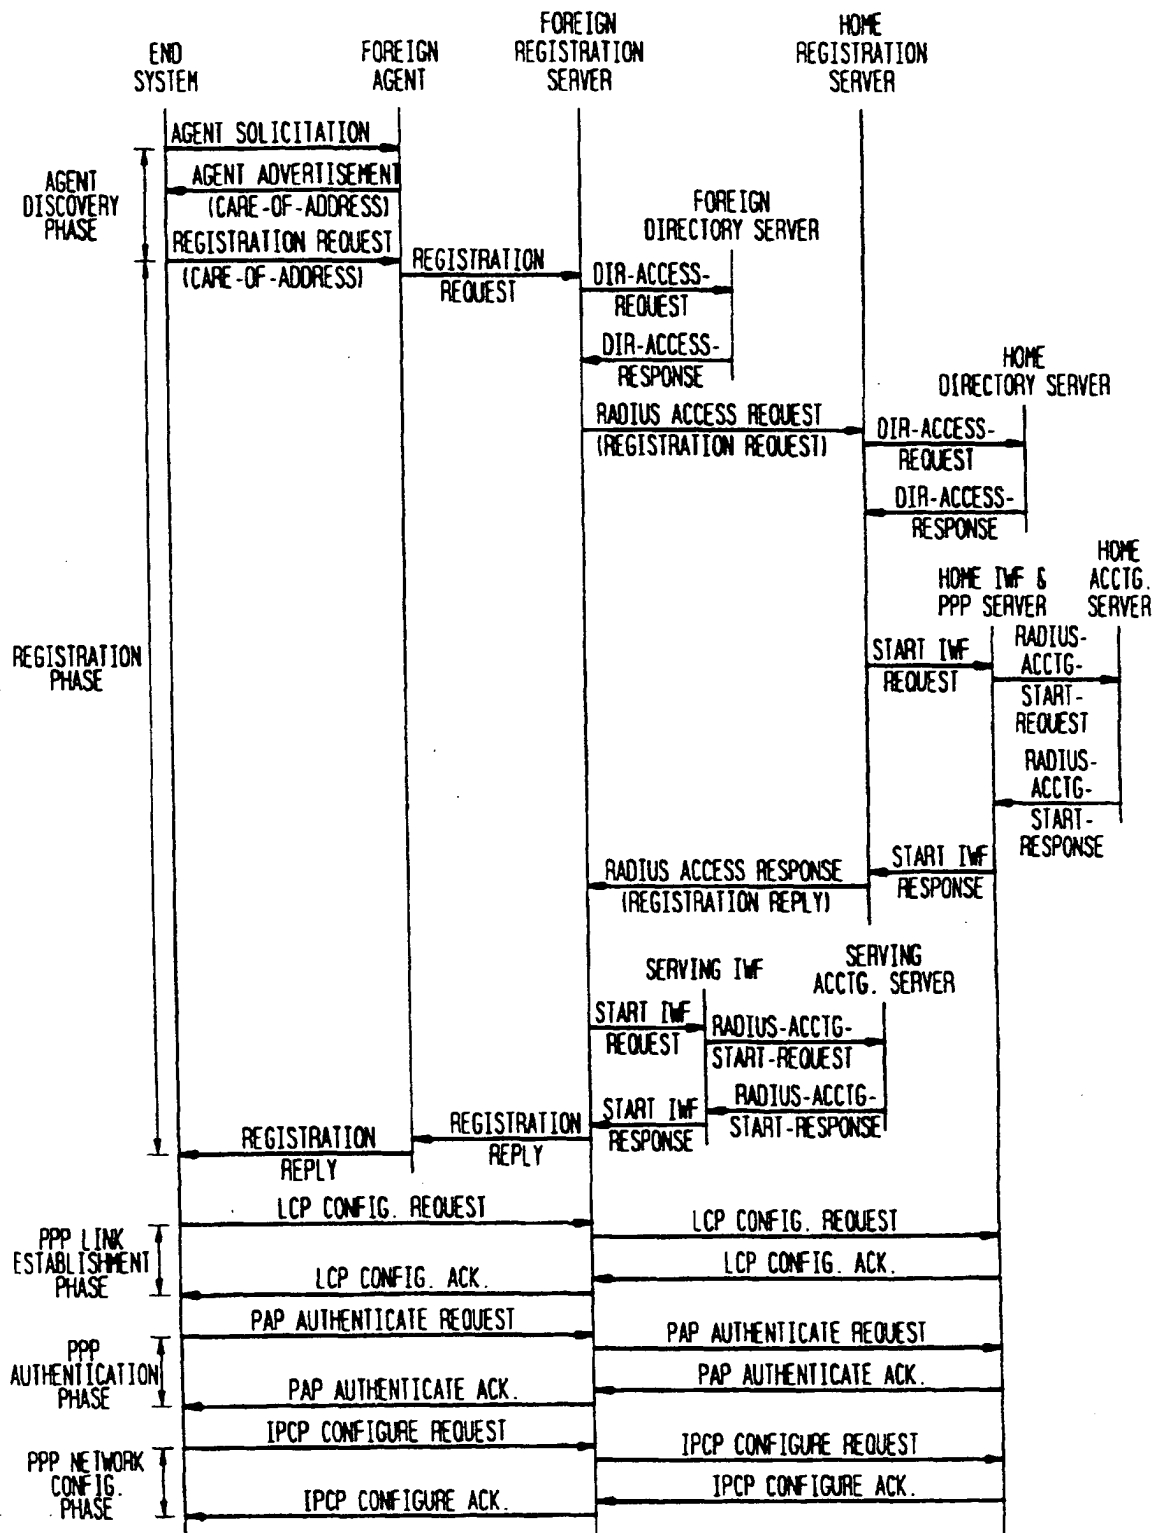 END
SYSTEM
FOREIGN
AGENT
FOREIGN
REGISTRATION
SERVER
HOME
REGISTRATION
SERVER
AGENT SOLICITATION
AGENT
DISCOVERY
PHASE
AGENT ADVERTISEMENT
(CARE-OF-ADDRESS)
REGISTRATION REQUEST
(CARE-OF-ADDRESS)
REGISTRATION
REQUEST
FOREIGN
DIRECTORY SERVER
DIR-ACCESS-
REQUEST
DIR-ACCESS-
RESPONSE
HOME
DIRECTORY SERVER
RADIUS ACCESS REQUEST
(REGISTRATION REQUEST)
DIR-ACCESS-
REQUEST
DIR-ACCESS-
RESPONSE
HOME IWF &
PPP SERVER
HOME
ACCTG.
SERVER
REGISTRATION
PHASE
START IWF
REQUEST
RADIUS-
ACCTG-
START-
REQUEST
RADIUS-
ACCTG-
START-
RESPONSE
START IWF
RESPONSE
RADIUS ACCESS RESPONSE
(REGISTRATION REPLY)
SERVING IWF
SERVING
ACCTG. SERVER
START IWF
REQUEST
RADIUS-ACCTG-
START-REQUEST
RADIUS-ACCTG-
START-RESPONSE
START IWF
RESPONSE
REGISTRATION
REPLY
REGISTRATION
REPLY
LCP CONFIG. REQUEST
LCP CONFIG. REQUEST
PPP LINK
ESTABLISHMENT
PHASE
LCP CONFIG. ACK.
LCP CONFIG. ACK.
PAP AUTHENTICATE REQUEST
PAP AUTHENTICATE REQUEST
PPP
AUTHENTICATION
PHASE
PAP AUTHENTICATE ACK.
PAP AUTHENTICATE ACK.
IPCP CONFIGURE REQUEST
IPCP CONFIGURE REQUEST
PPP NETWORK
CONFIG.
PHASE
IPCP CONFIGURE ACK.
IPCP CONFIGURE ACK.